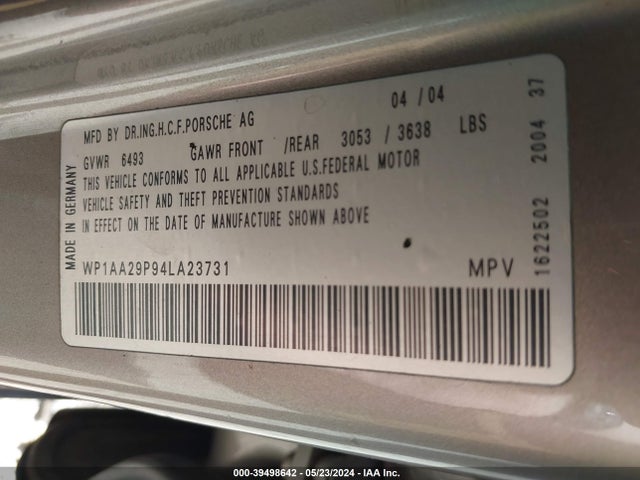 MFD BY DR.ING.H.C.F.PORSCHE AG 04 / 04
GVWR 6493 GAWR FRONT /REAR 3053 / 3638 LBS
THIS VEHICLE CONFORMS TO ALL APPLICABLE U.S.FEDERAL MOTOR
VEHICLE SAFETY AND THEFT PREVENTION STANDARDS
IN EFFECT ON THE DATE OF MANUFACTURE SHOWN ABOVE
WP1AA29P94LA23731 MPV
MADE IN GERMANY
1622502 2004 37
000-39498642 - 05/23/2024 - IAA Inc.